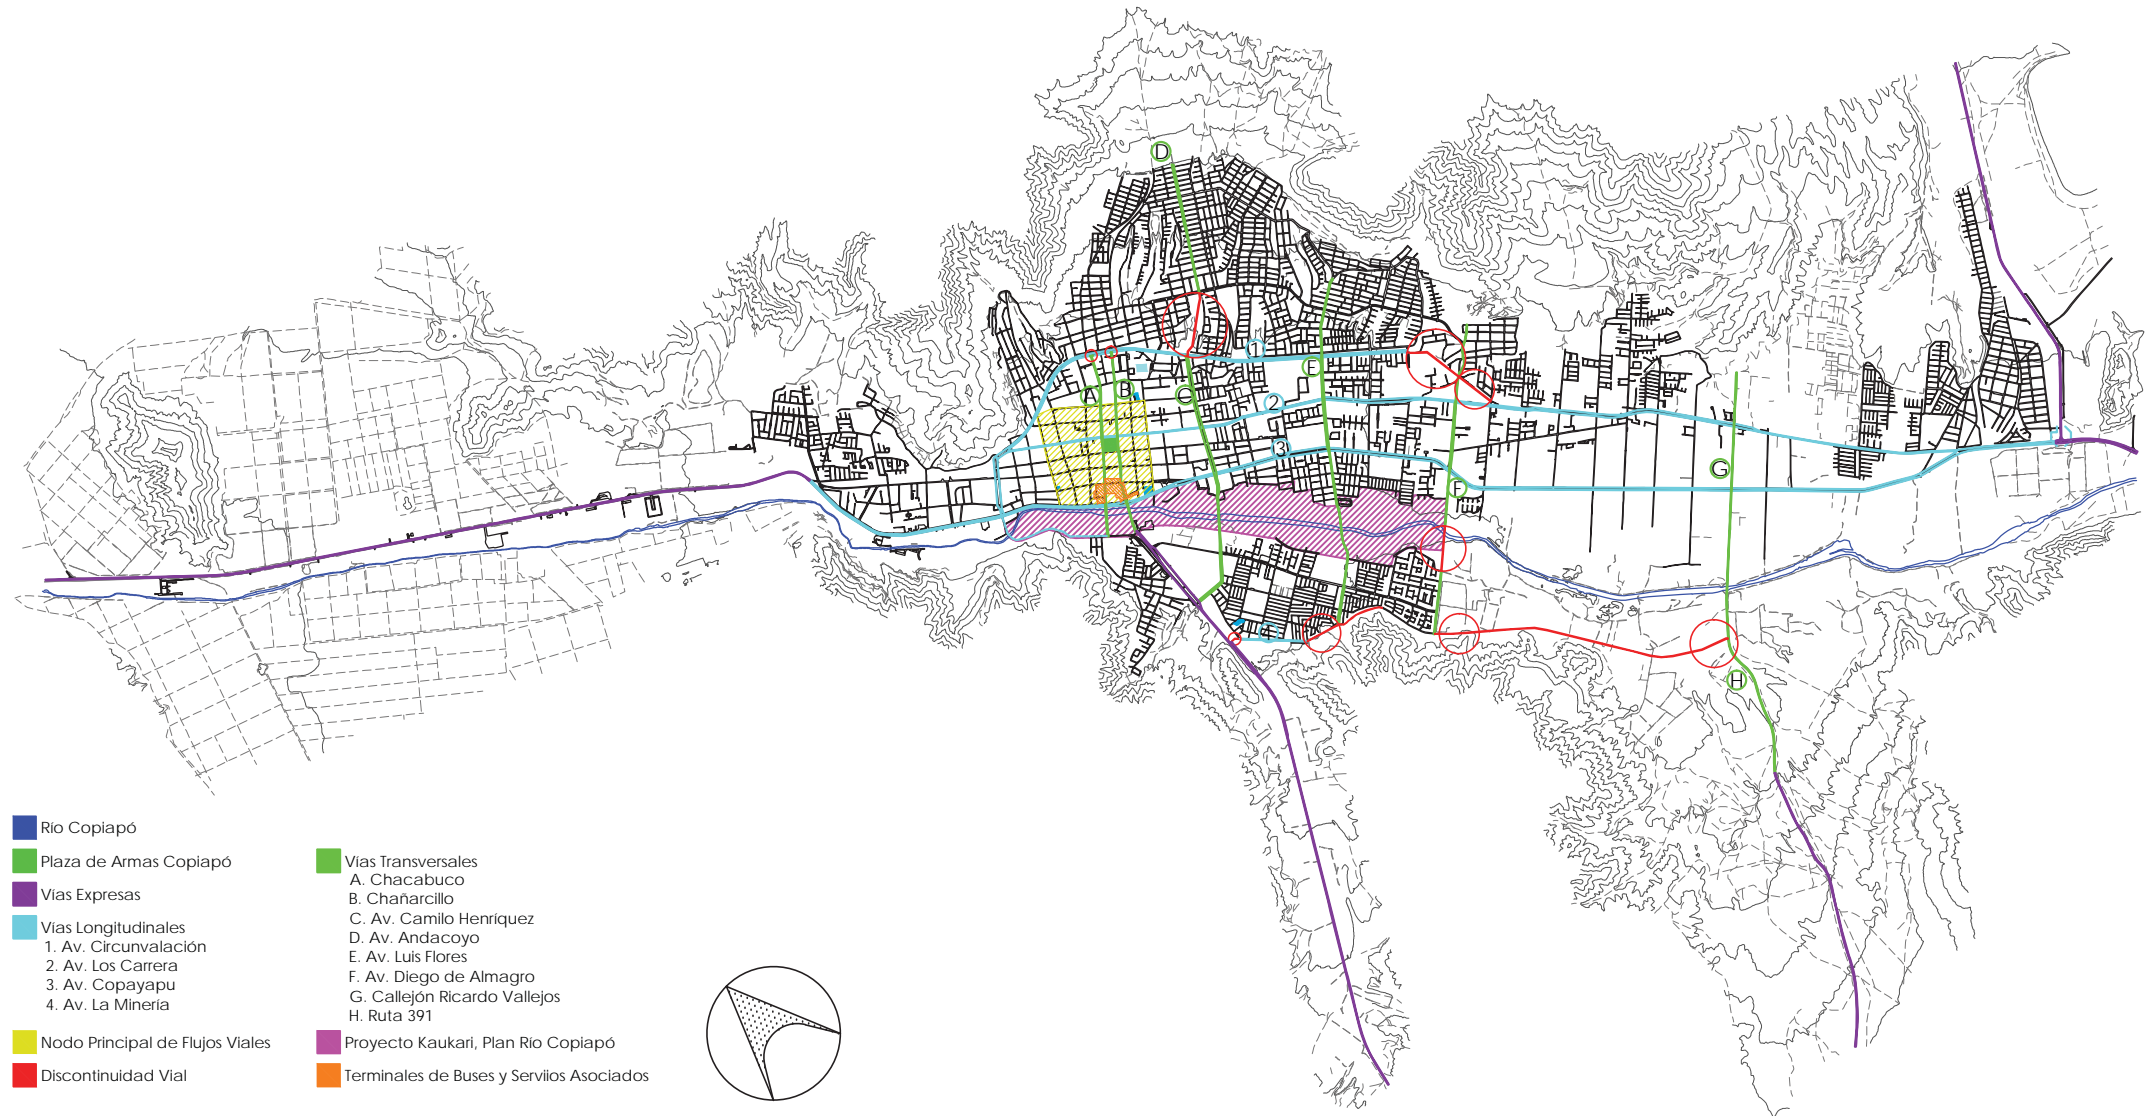 D
1
E
A
B
C
2
3
F
G
4
H
Río Copiapó
Plaza de Armas Copiapó
Vías Expresas
Vías Longitudinales
1. Av. Circunvalación
2. Av. Los Carrera
3. Av. Copayapu
4. Av. La Minería
Nodo Principal de Flujos Viales
Discontinuidad Vial
Vías Transversales
A. Chacabuco
B. Chañarcillo
C. Av. Camilo Henríquez
D. Av. Andacoyo
E. Av. Luis Flores
F. Av. Diego de Almagro
G. Callejón Ricardo Vallejos
H. Ruta 391
Proyecto Kaukari, Plan Río Copiapó
Terminales de Buses y Serviios Asociados